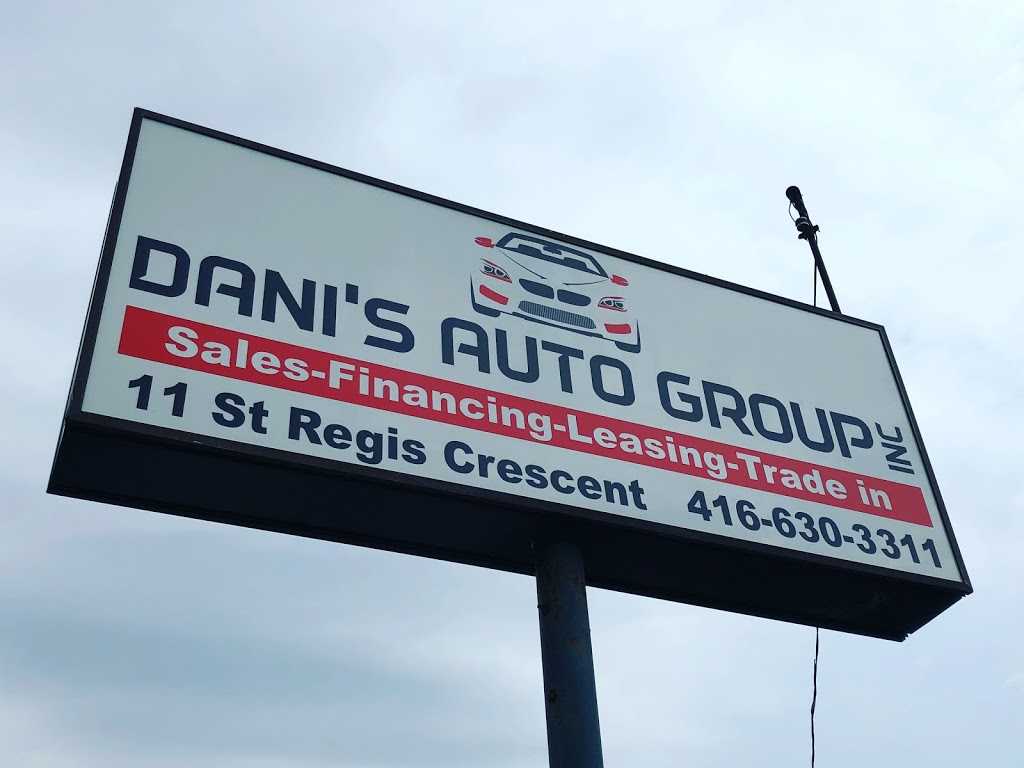 DANI'S AUTO GROUP INC
Sales-Financing-Leasing-Trade in
11 St Regis Crescent 416-630-3311